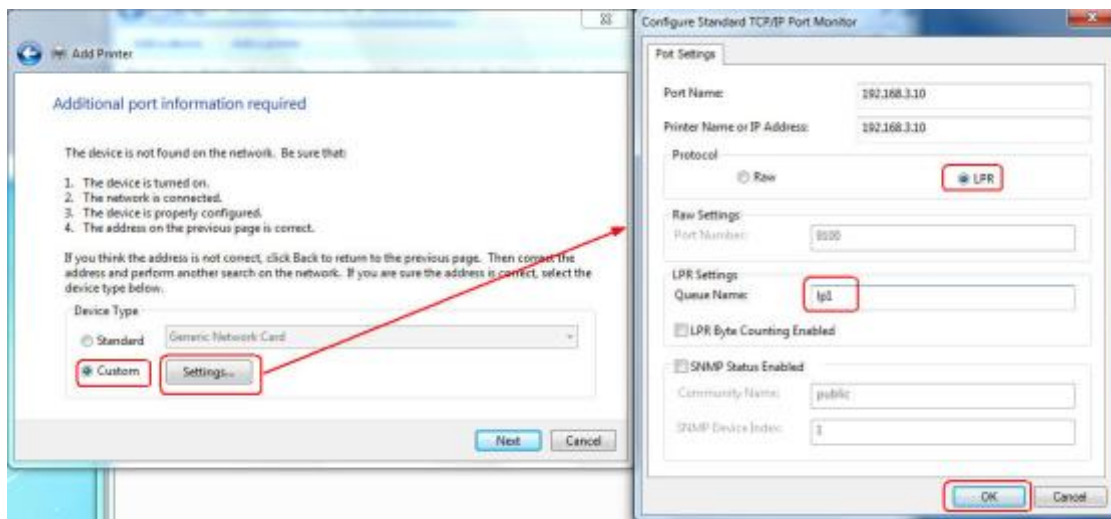 Add Printer
Additional port information required
The device is not found on the network. Be sure that:
1. The device is turned on.
2. The network is connected.
3. The device is properly configured.
4. The address on the previous page is correct.
If you think the address is not correct, click Back to return to the previous page. Then correct the
address and perform another search on the network. If you are sure the address is correct, select the
device type below.
Device Type
Standard
Generic Network Card
Custom
Settings...
Next
Cancel
Configure Standard TCP/IP Port Monitor
Port Settings
Port Name:
192.168.3.10
Printer Name or IP Address:
192.168.3.10
Protocol
Raw
LPR
Raw Settings
Port Number:
9100
LPR Settings
Queue Name:
lp1
LPR Byte Counting Enabled
SNMP Status Enabled
Community Name:
public
SNMP Device Index:
1
OK
Cancel